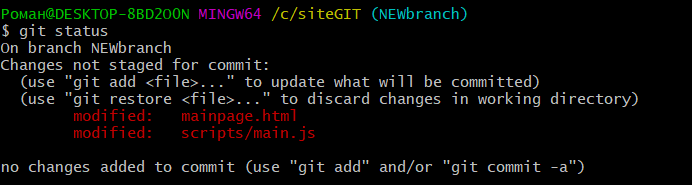 Роман@DESKTOP-8BD2O0N MINGW64 /c/siteGIT (NEWbranch)
$ git status
On branch NEWbranch
Changes not staged for commit:
  (use "git add <file>..." to update what will be committed)
  (use "git restore <file>..." to discard changes in working directory)
        modified:   mainpage.html
        modified:   scripts/main.js

no changes added to commit (use "git add" and/or "git commit -a")